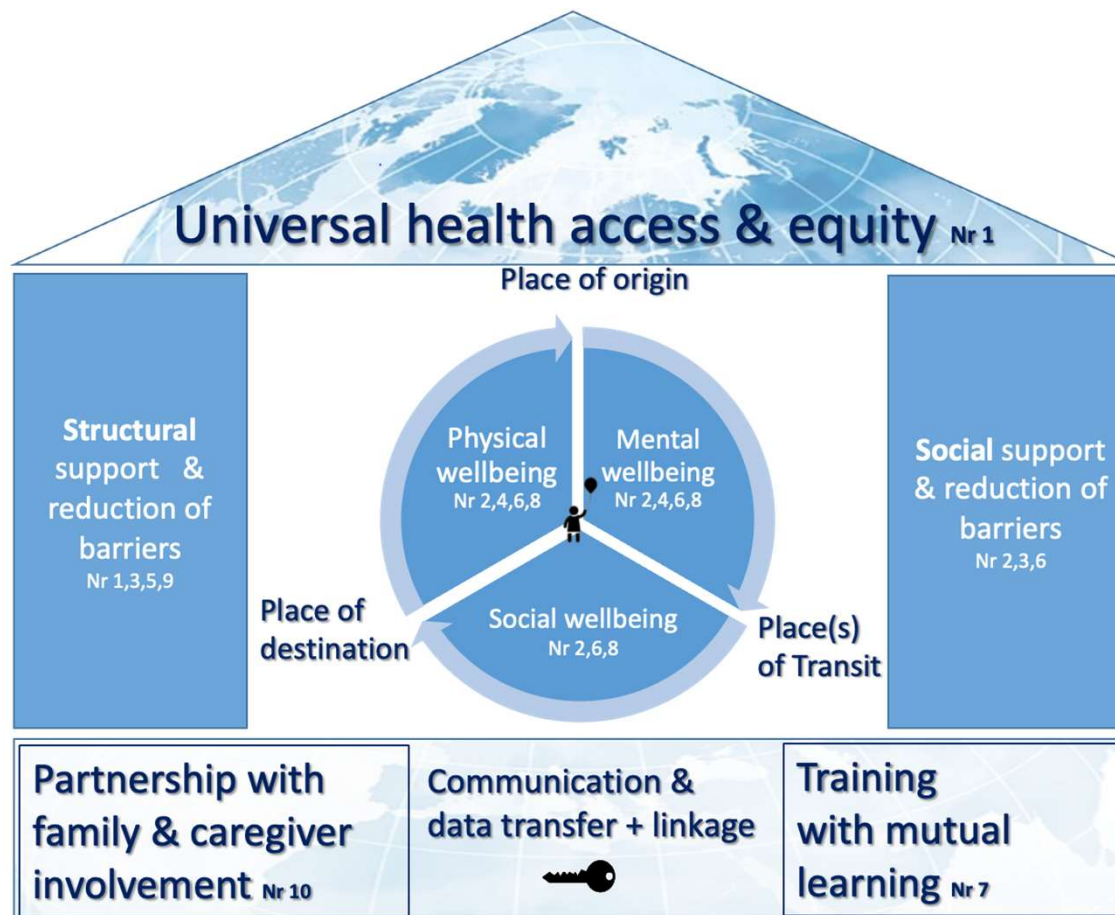 Universal health access & equity Nr 1
Place of origin
Structural
support &
reduction of
barriers
Nr 1,3,5,9
Physical
wellbeing
Nr 2,4,6,8
Mental
wellbeing
Nr 2,4,6,8
Social support
& reduction of
barriers
Nr 2,3,6
Place of
destination
Social wellbeing
Nr 2,6,8
Place(s)
of Transit
Partnership with
family & caregiver
involvement Nr 10
Communication &
data transfer + linkage
Training
with mutual
learning Nr 7